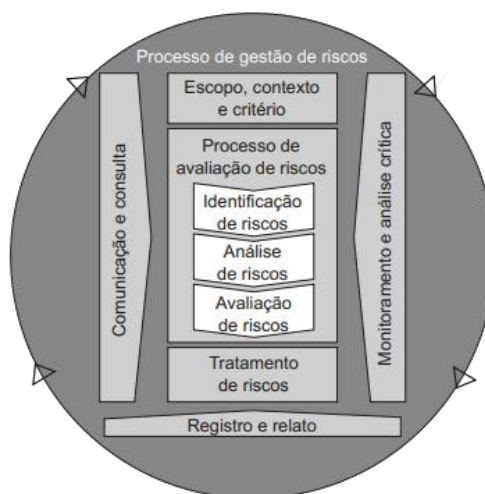 Processo de gestão de riscos
Escopo, contexto
e critério
Processo de
avaliação de riscos
Identificação
de riscos
Análise
de riscos
Avaliação
de riscos
Tratamento
de riscos
Comunicação e consulta
Monitoramento e análise crítica
Registro e relato